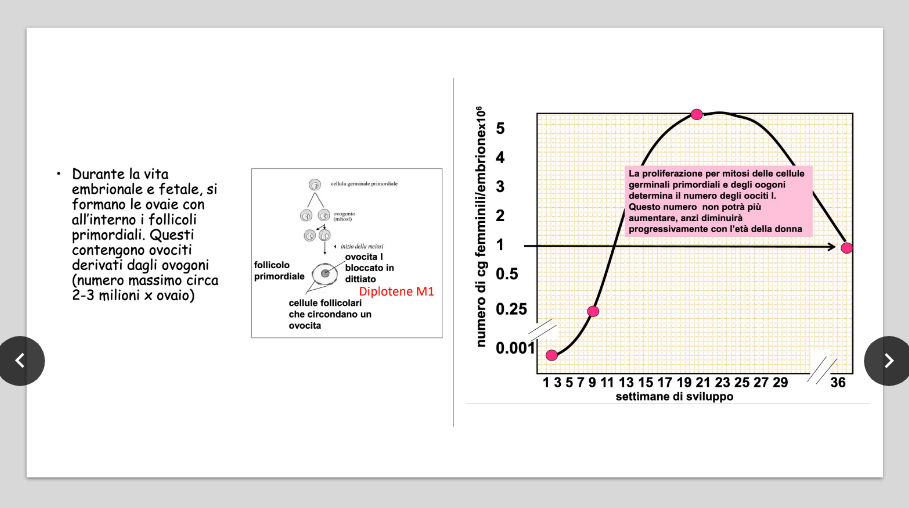 • Durante la vita
embrionale e fetale, si
formano le ovaie con
all’interno i follicoli
primordiali. Questi
contengono ovociti
derivati dagli ovogoni
(numero massimo circa
2-3 milioni x ovaio)
cellula germinale primordiale
ovogonio
(mitosi)
inizio della meiosi
follicolo
primordiale
ovocita I
bloccato in
dittiato
Diplotene M1
cellule follicolari
che circondano un
ovocita
numero di cg femminili/embrionex10⁶
5
4
3
2
1
0.5
0.25
0.001
La proliferazione per mitosi delle cellule
germinali primordiali e degli oogoni
determina il numero degli oociti I.
Questo numero non potrà più
aumentare, anzi diminuirà
progressivamente con l’età della donna
1 3 5 7 9 11 13 15 17 19 21 23 25 27 29 36
settimane di sviluppo